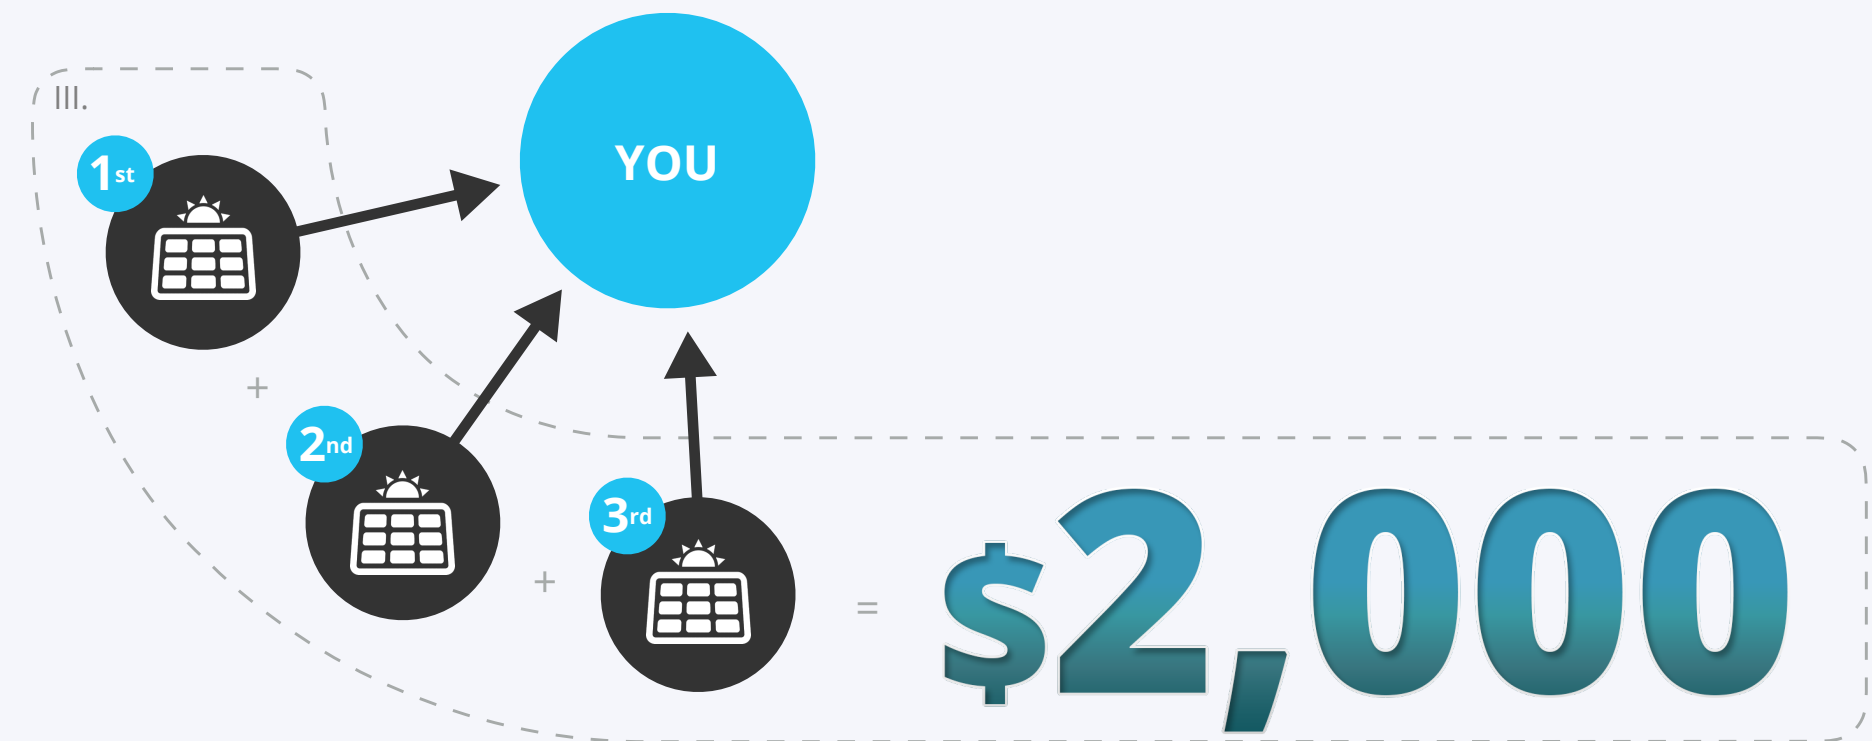 III.
YOU
1st
2nd
3rd
+
+
=
$2,000